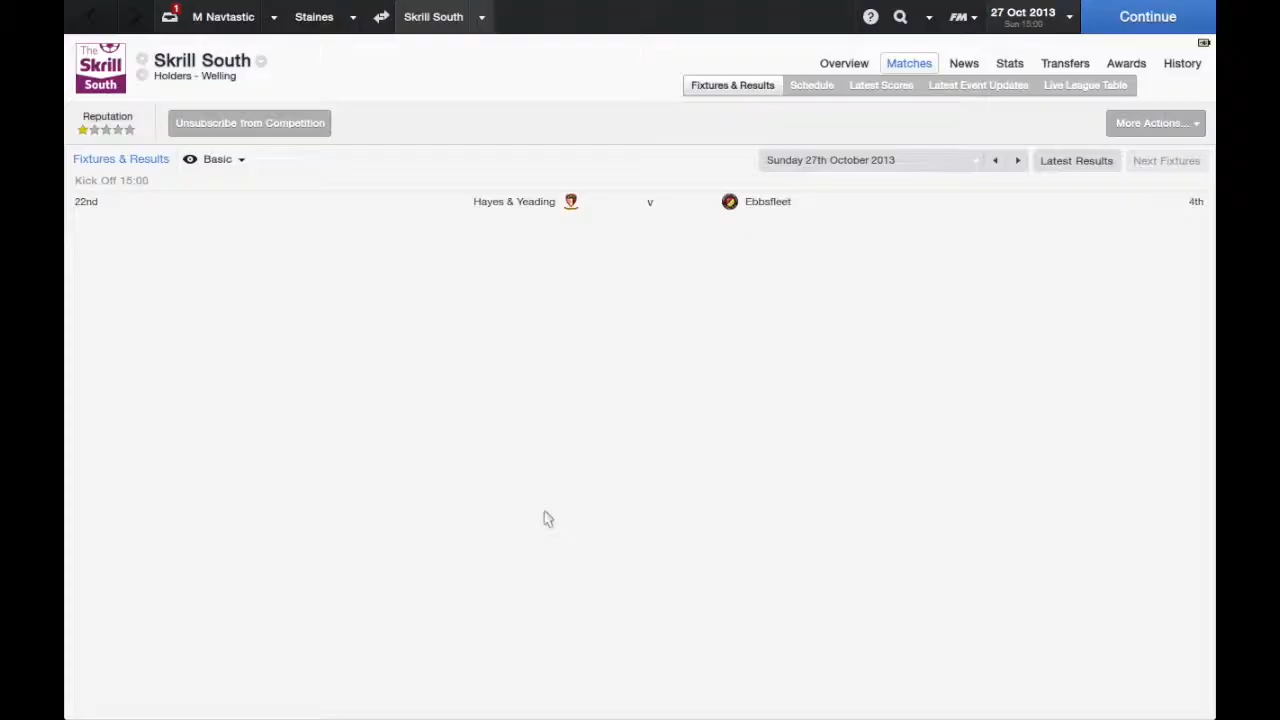 1 M Navtastic Staines Skrill South FM 27 Oct 2013 Continue
Sun 15:00
The Skrill South
Skrill South
Holders - Welling
Overview Matches News Stats Transfers Awards History
Fixtures & Results Schedule Latest Scores Latest Event Updates Live League Table
Reputation
Unsubscribe from Competition
More Actions...
Fixtures & Results Basic Sunday 27th October 2013 Latest Results Next Fixtures
Kick Off 15:00
22nd Hayes & Yeading v Ebbsfleet 4th